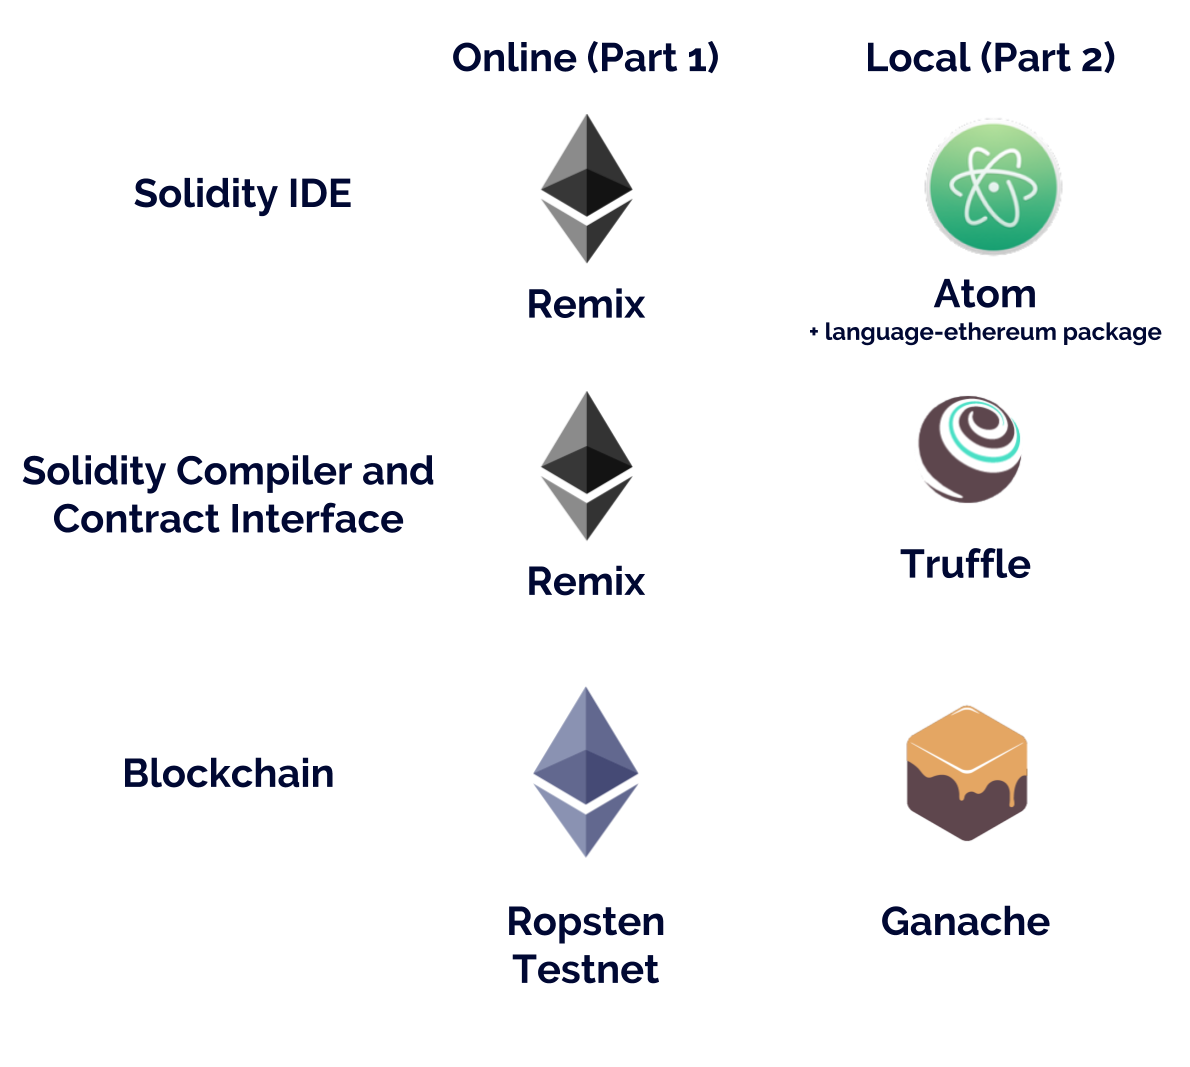 Online (Part 1)
Local (Part 2)
Solidity IDE
Remix
Atom
+ language-ethereum package
Solidity Compiler and
Contract Interface
Remix
Truffle
Blockchain
Ropsten
Testnet
Ganache